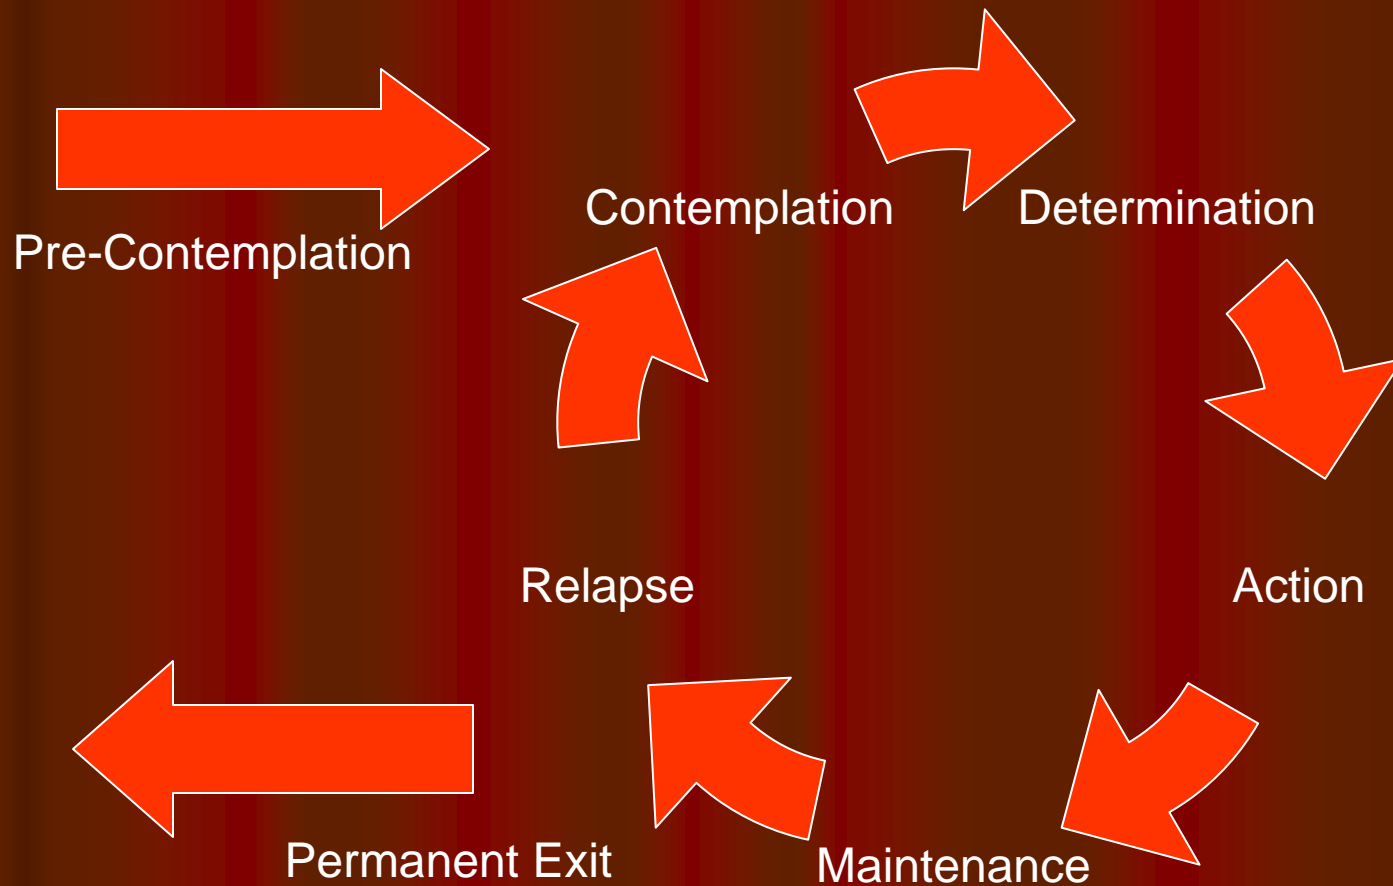 Contemplation
Determination
Pre-Contemplation
Relapse
Action
Permanent Exit
Maintenance